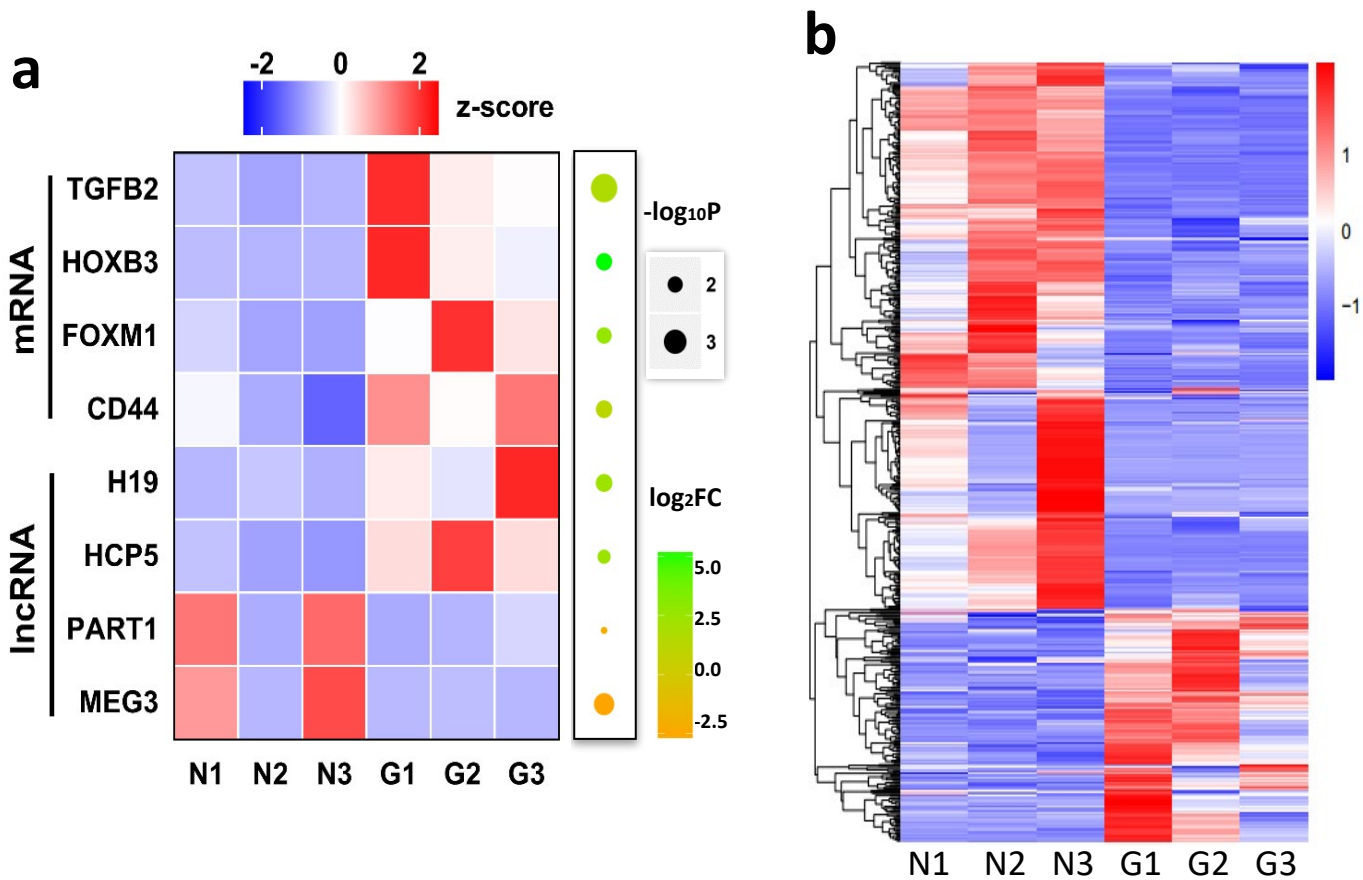 a
-2 0 2
z-score
mRNA
TGFB2
HOXB3
FOXM1
CD44
lncRNA
H19
HCP5
PART1
MEG3
N1 N2 N3 G1 G2 G3
-log₁₀P
2
3
log₂FC
5.0
2.5
0.0
-2.5
b
1
0
−1
N1 N2 N3 G1 G2 G3